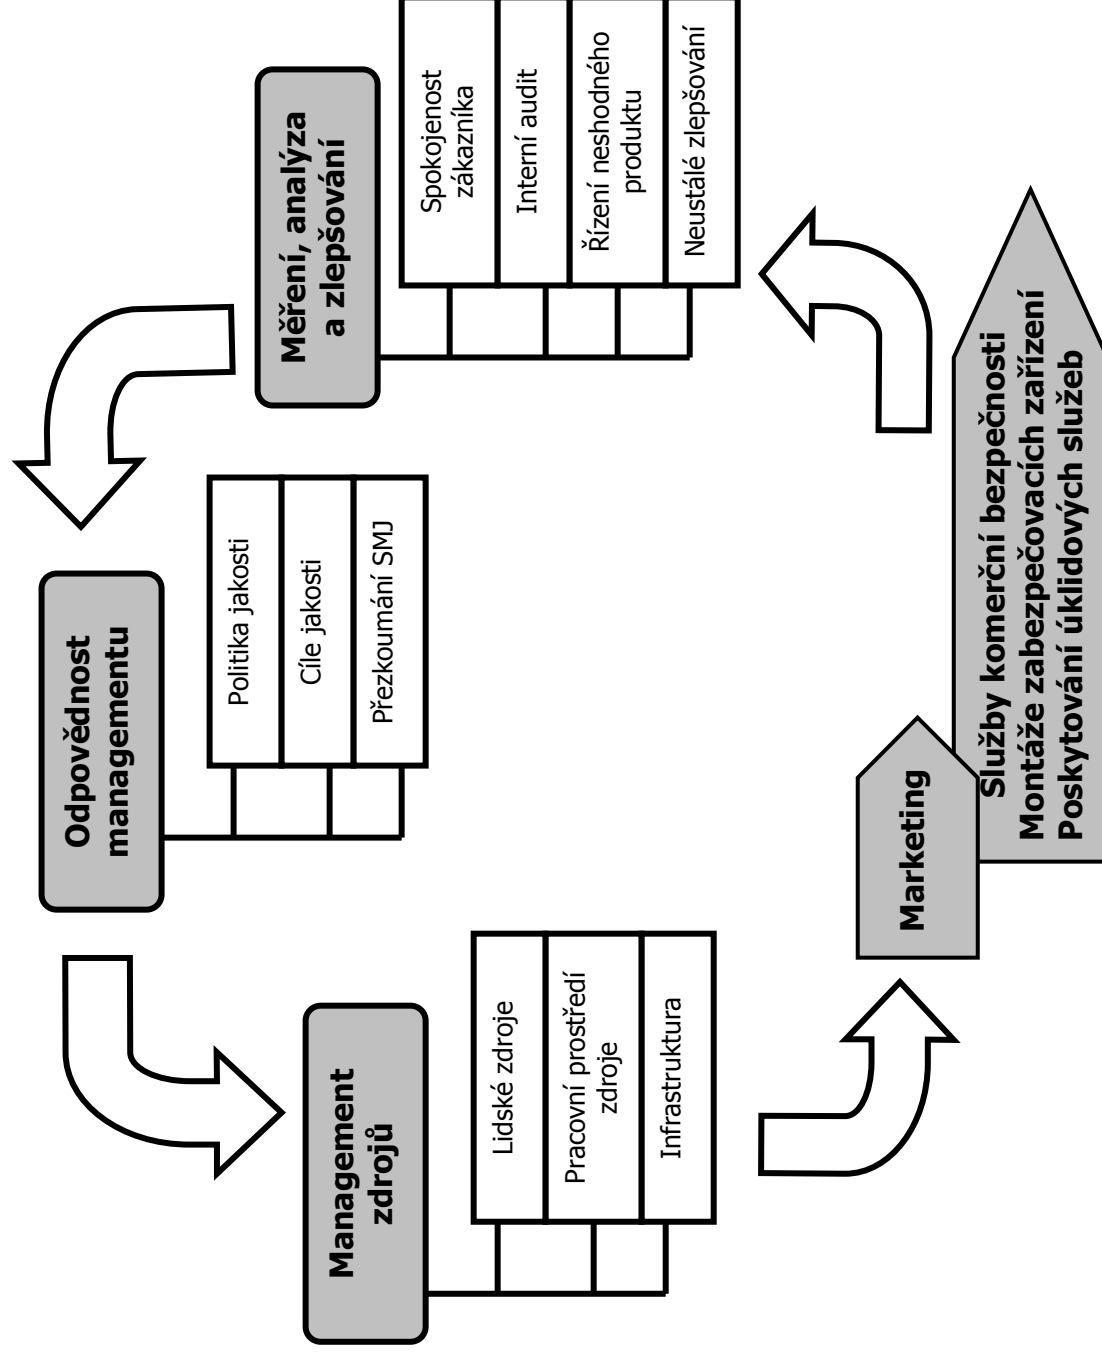 Odpovědnost
managementu
Politika jakosti
Cíle jakosti
Přezkoumání SMJ
Management
zdrojů
Lidské zdroje
Pracovní prostředí
zdroje
Infrastruktura
Měření, analýza
a zlepšování
Spokojenost
zákazníka
Interní audit
Řízení neshodného
produktu
Neustálé zlepšování
Marketing
Služby komerční bezpečnosti
Montáže zabezpečovacích zařízení
Poskytování úklidových služeb